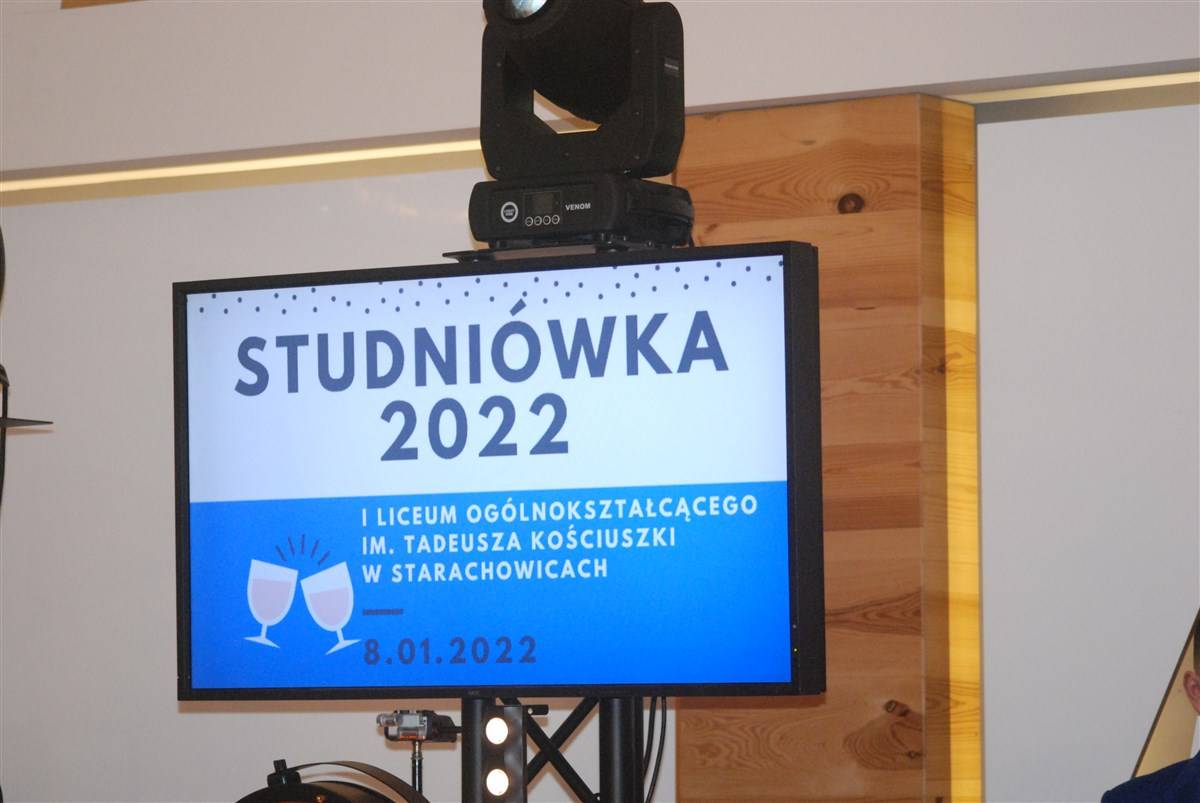 VENOM
STUDNIÓWKA
2022
I LICEUM OGÓLNOKSZTAŁCĄCEGO
IM. TADEUSZA KOŚCIUSZKI
W STARACHOWICACH
8.01.2022